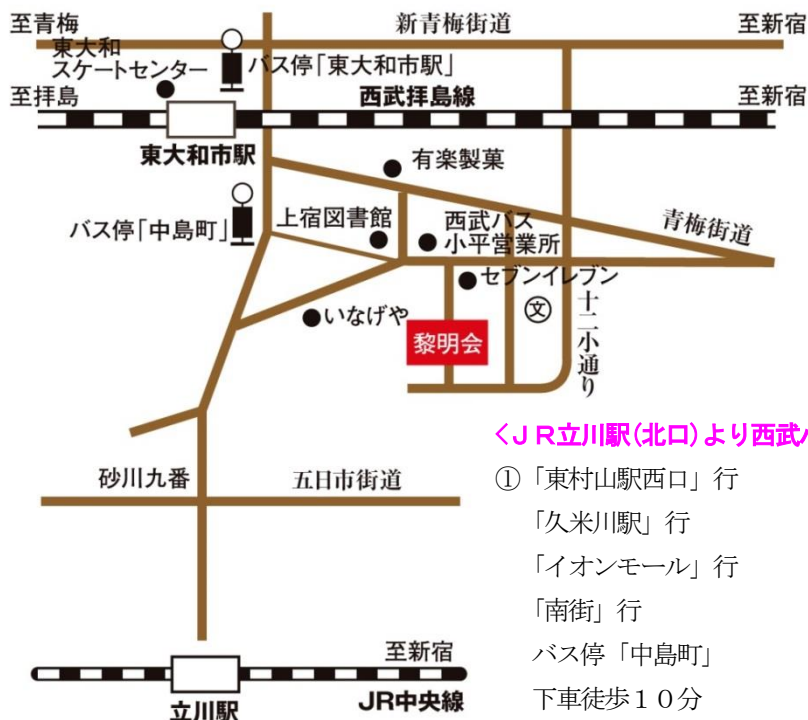 至青梅
新青梅街道
至新宿
東大和
スケートセンター
バス停「東大和市駅」
至拝島
西武拝島線
至新宿
東大和市駅
有楽製菓
バス停「中島町」
上宿図書館
西武バス
小平営業所
青梅街道
セブンイレブン
文
十二小通り
いなげや
黎明会
<ＪＲ立川駅(北口)より西武バ
砂川九番
五日市街道
①「東村山駅西口」行
「久米川駅」行
「イオンモール」行
「南街」行
バス停「中島町」
下車徒歩１０分
至新宿
JR中央線
立川駅